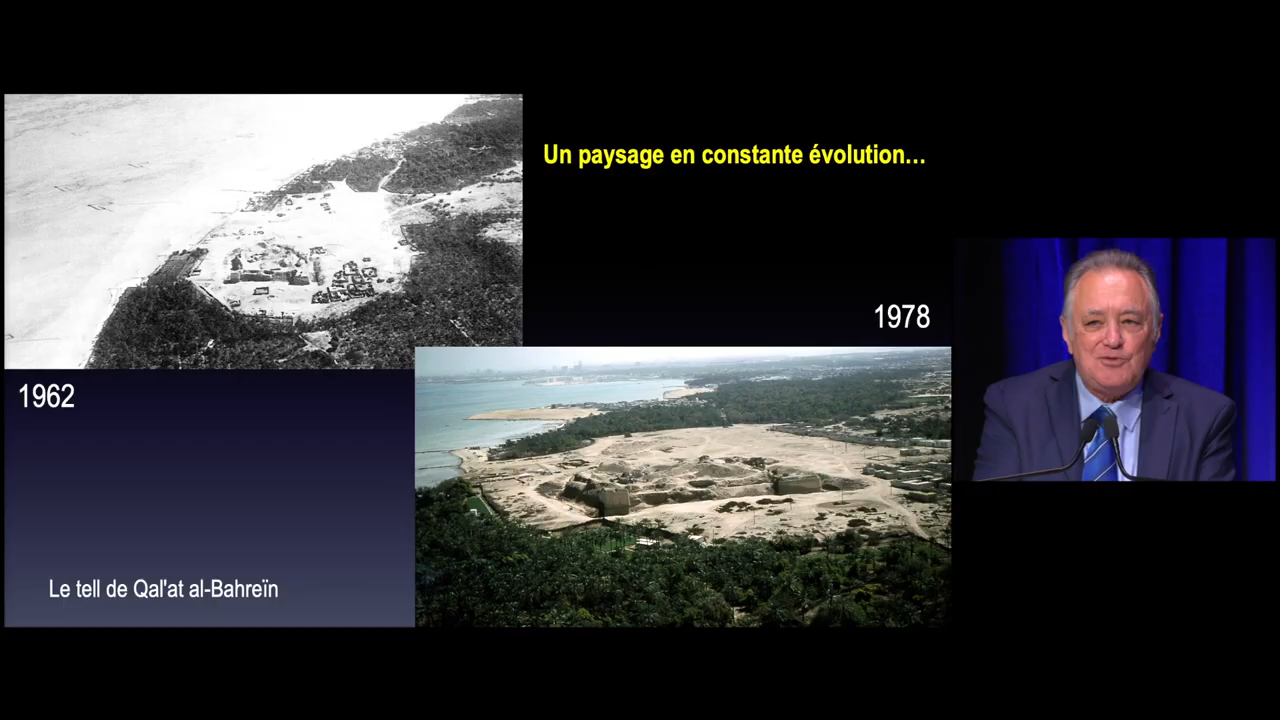 Un paysage en constante évolution…
1978
1962
Le tell de Qal'at al-Bahreïn